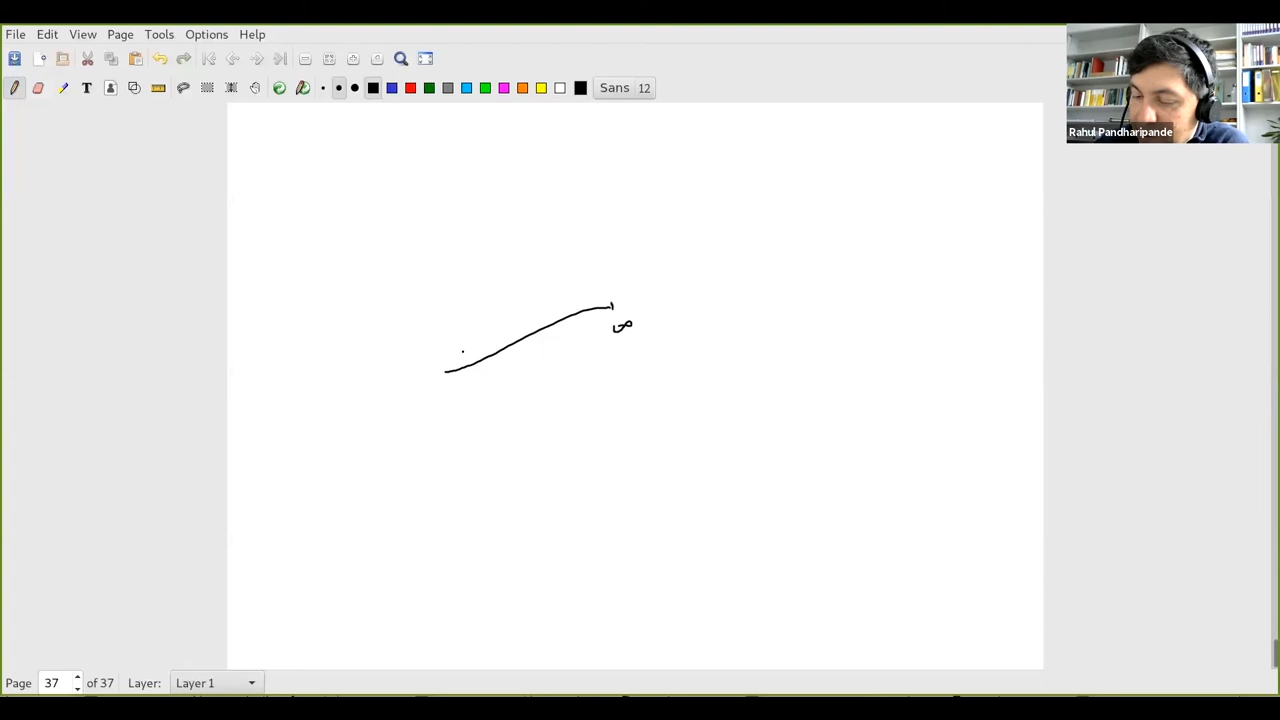 File Edit View Page Tools Options Help
Sans 12
Rahul Pandharipande
∞
Page 37 of 37 Layer: Layer 1